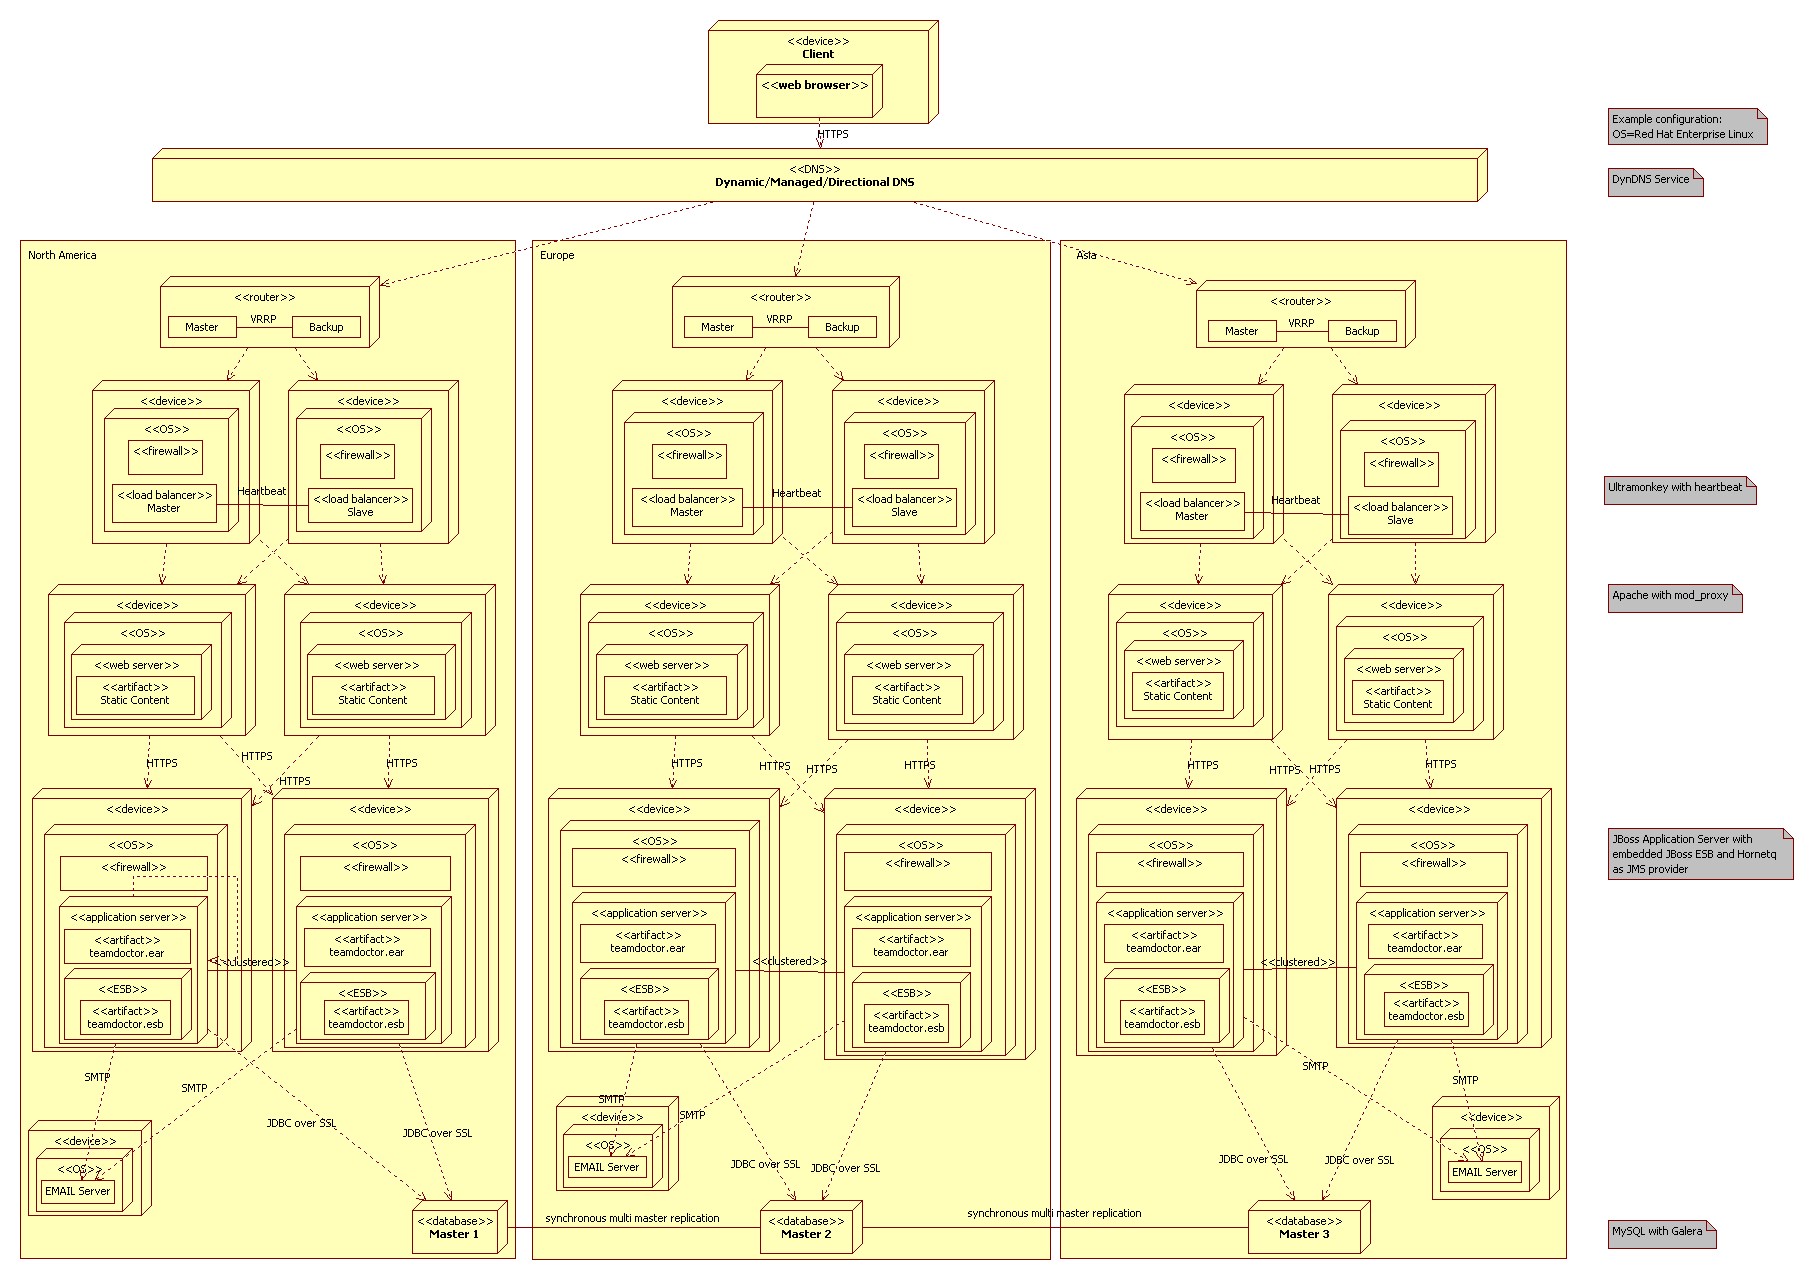 <<device>>
Client
<<web browser>>
HTTPS
Example configuration:
OS=Red Hat Enterprise Linux
<<DNS>>
Dynamic/Managed/Directional DNS
DynDNS Service
North America
<<router>>
VRRP
Master
Backup
<<device>>
<<OS>>
<<firewall>>
<<load balancer>>
Master
Heartbeat
<<device>>
<<OS>>
<<firewall>>
<<load balancer>>
Slave
<<device>>
<<OS>>
<<web server>>
<<artifact>>
Static Content
<<device>>
<<OS>>
<<web server>>
<<artifact>>
Static Content
HTTPS
HTTPS
HTTPS
HTTPS
<<device>>
<<OS>>
<<firewall>>
<<application server>>
<<artifact>>
teamdoctor.ear
<<ESB>>
<<artifact>>
teamdoctor.esb
<<clustered>>
<<device>>
<<OS>>
<<firewall>>
<<application server>>
<<artifact>>
teamdoctor.ear
<<ESB>>
<<artifact>>
teamdoctor.esb
SMTP
SMTP
JDBC over SSL
JDBC over SSL
<<device>>
<<OS>>
EMAIL Server
<<database>>
Master 1
synchronous multi master replication
Europe
<<router>>
VRRP
Master
Backup
<<device>>
<<OS>>
<<firewall>>
<<load balancer>>
Master
Heartbeat
<<device>>
<<OS>>
<<firewall>>
<<load balancer>>
Slave
<<device>>
<<OS>>
<<web server>>
<<artifact>>
Static Content
<<device>>
<<OS>>
<<web server>>
<<artifact>>
Static Content
HTTPS
HTTPS
HTTPS
HTTPS
<<device>>
<<OS>>
<<firewall>>
<<application server>>
<<artifact>>
teamdoctor.ear
<<ESB>>
<<artifact>>
teamdoctor.esb
<<clustered>>
<<device>>
<<OS>>
<<firewall>>
<<application server>>
<<artifact>>
teamdoctor.ear
<<ESB>>
<<artifact>>
teamdoctor.esb
SMTP
SMTP
JDBC over SSL
JDBC over SSL
<<device>>
<<OS>>
EMAIL Server
<<database>>
Master 2
synchronous multi master replication
Asia
<<router>>
VRRP
Master
Backup
<<device>>
<<OS>>
<<firewall>>
<<load balancer>>
Master
Heartbeat
<<device>>
<<OS>>
<<firewall>>
<<load balancer>>
Slave
<<device>>
<<OS>>
<<web server>>
<<artifact>>
Static Content
<<device>>
<<OS>>
<<web server>>
<<artifact>>
Static Content
HTTPS
HTTPS
HTTPS
HTTPS
<<device>>
<<OS>>
<<firewall>>
<<application server>>
<<artifact>>
teamdoctor.ear
<<ESB>>
<<artifact>>
teamdoctor.esb
<<clustered>>
<<device>>
<<OS>>
<<firewall>>
<<application server>>
<<artifact>>
teamdoctor.ear
<<ESB>>
<<artifact>>
teamdoctor.esb
SMTP
SMTP
JDBC over SSL
JDBC over SSL
<<device>>
<<OS>>
EMAIL Server
<<database>>
Master 3
Ultramonkey with heartbeat
Apache with mod_proxy
JBoss Application Server with
embedded JBoss ESB and Hornetq
as JMS provider
MySQL with Galera